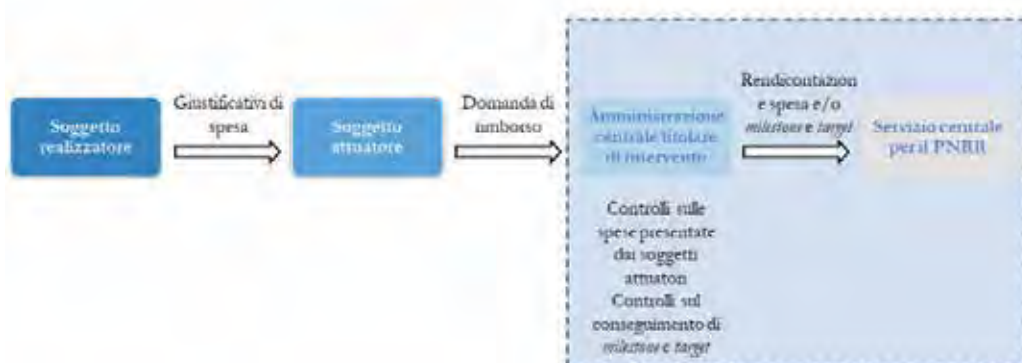 Soggetto
realizzatore
Giustificativi di
spesa
Soggetto
attuatore
Domanda di
rimborso
Amministrazione
centrale titolare
di intervento
Rendicontazion
e spesa e/o
milestone e target
Servizio centrale
per il PNRR
Controlli sulle
spese presentate
dai soggetti
attuatori
Controlli sul
conseguimento di
milestone e target